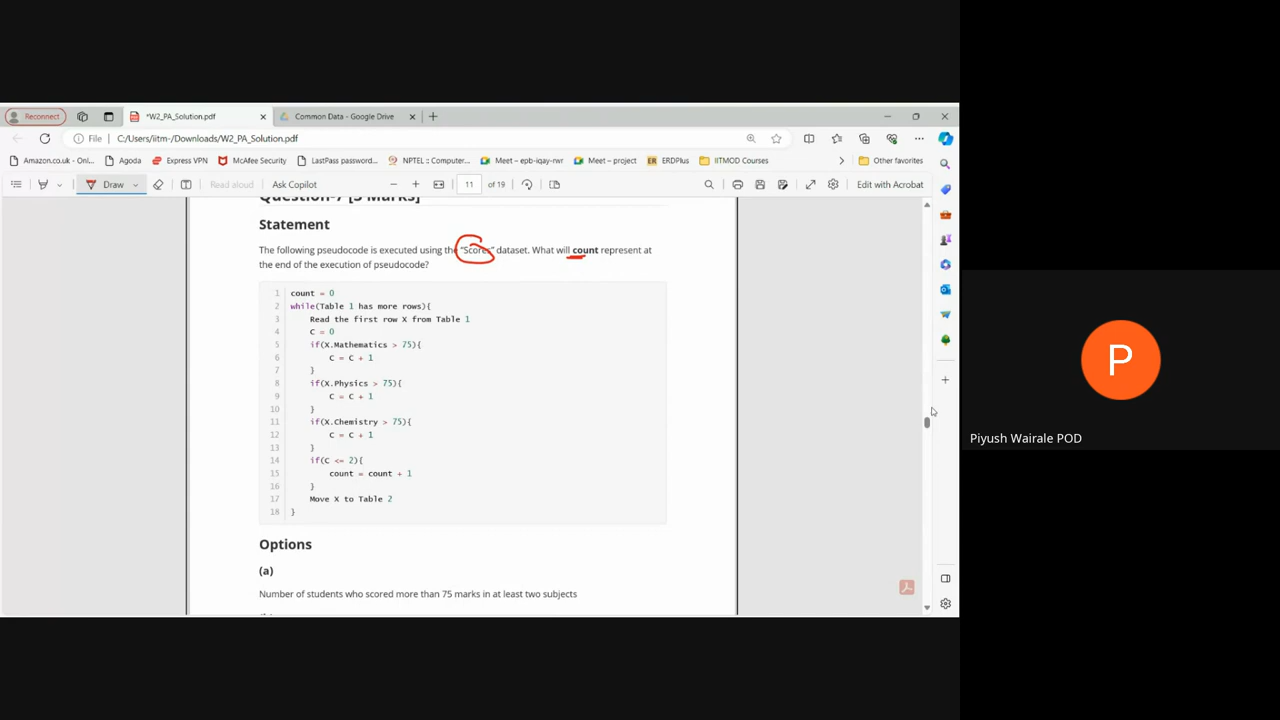 Reconnect
*W2_PA_Solution.pdf
Common Data - Google Drive
File
C:/Users/iitm-/Downloads/W2_PA_Solution.pdf
Amazon.co.uk - Onl...
Agoda
Express VPN
McAfee Security
LastPass password...
NPTEL :: Computer...
Meet – epb-iqay-rwr
Meet – project
ER ERDPlus
IITMOD Courses
Other favorites
Draw
Read aloud
Ask Copilot
11 of 19
Edit with Acrobat
Question-7 [3 Marks]
Statement
The following pseudocode is executed using the "Scores" dataset. What will count represent at
the end of the execution of pseudocode?
1 count = 0
2 while(Table 1 has more rows){
3 Read the first row X from Table 1
4 C = 0
5 if(X.Mathematics > 75){
6 C = C + 1
7 }
8 if(X.Physics > 75){
9 C = C + 1
10 }
11 if(X.Chemistry > 75){
12 C = C + 1
13 }
14 if(C <= 2){
15 count = count + 1
16 }
17 Move X to Table 2
18 }
Options
(a)
Number of students who scored more than 75 marks in at least two subjects
P
Piyush Wairale POD